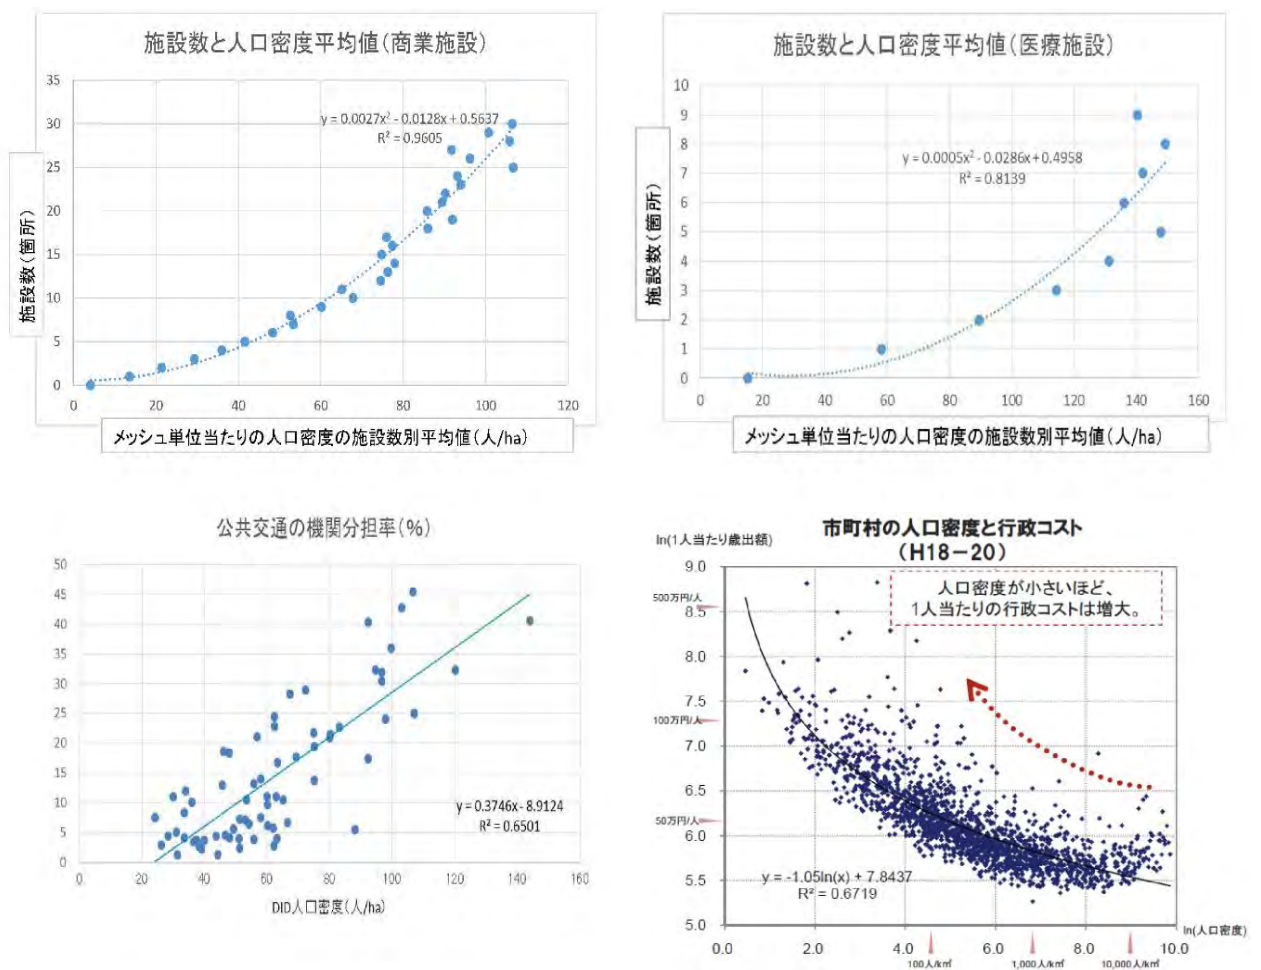 施設数と人口密度平均値(商業施設)
35
30
25
20
15
10
5
0
y = 0.0027x² - 0.0128x + 0.5637
R² = 0.9605
施設数(箇所)
0 20 40 60 80 100 120
メッシュ単位当たりの人口密度の施設数別平均値(人/ha)
施設数と人口密度平均値(医療施設)
10
9
8
7
6
5
4
3
2
1
0
y = 0.0005x² - 0.0286x + 0.4958
R² = 0.8139
施設数(箇所)
0 20 40 60 80 100 120 140 160
メッシュ単位当たりの人口密度の施設数別平均値(人/ha)
公共交通の機関分担率(%)
50
45
40
35
30
25
20
15
10
5
0
y = 0.3746x - 8.9124
R² = 0.6501
0 20 40 60 80 100 120 140 160
DID人口密度(人/ha)
市町村の人口密度と行政コスト
(H18-20)
ln(1人当たり歳出額)
人口密度が小さいほど、
1人当たりの行政コストは増大。
9.0
500万円/人
8.5
8.0
7.5
100万円/人
7.0
6.5
50万円/人
6.0
5.5
5.0
y = -1.05ln(x) + 7.8437
R² = 0.6719
ln(人口密度)
0.0 2.0 4.0 6.0 8.0 10.0
100人/k㎡ 1,000人/k㎡ 10,000人/k㎡